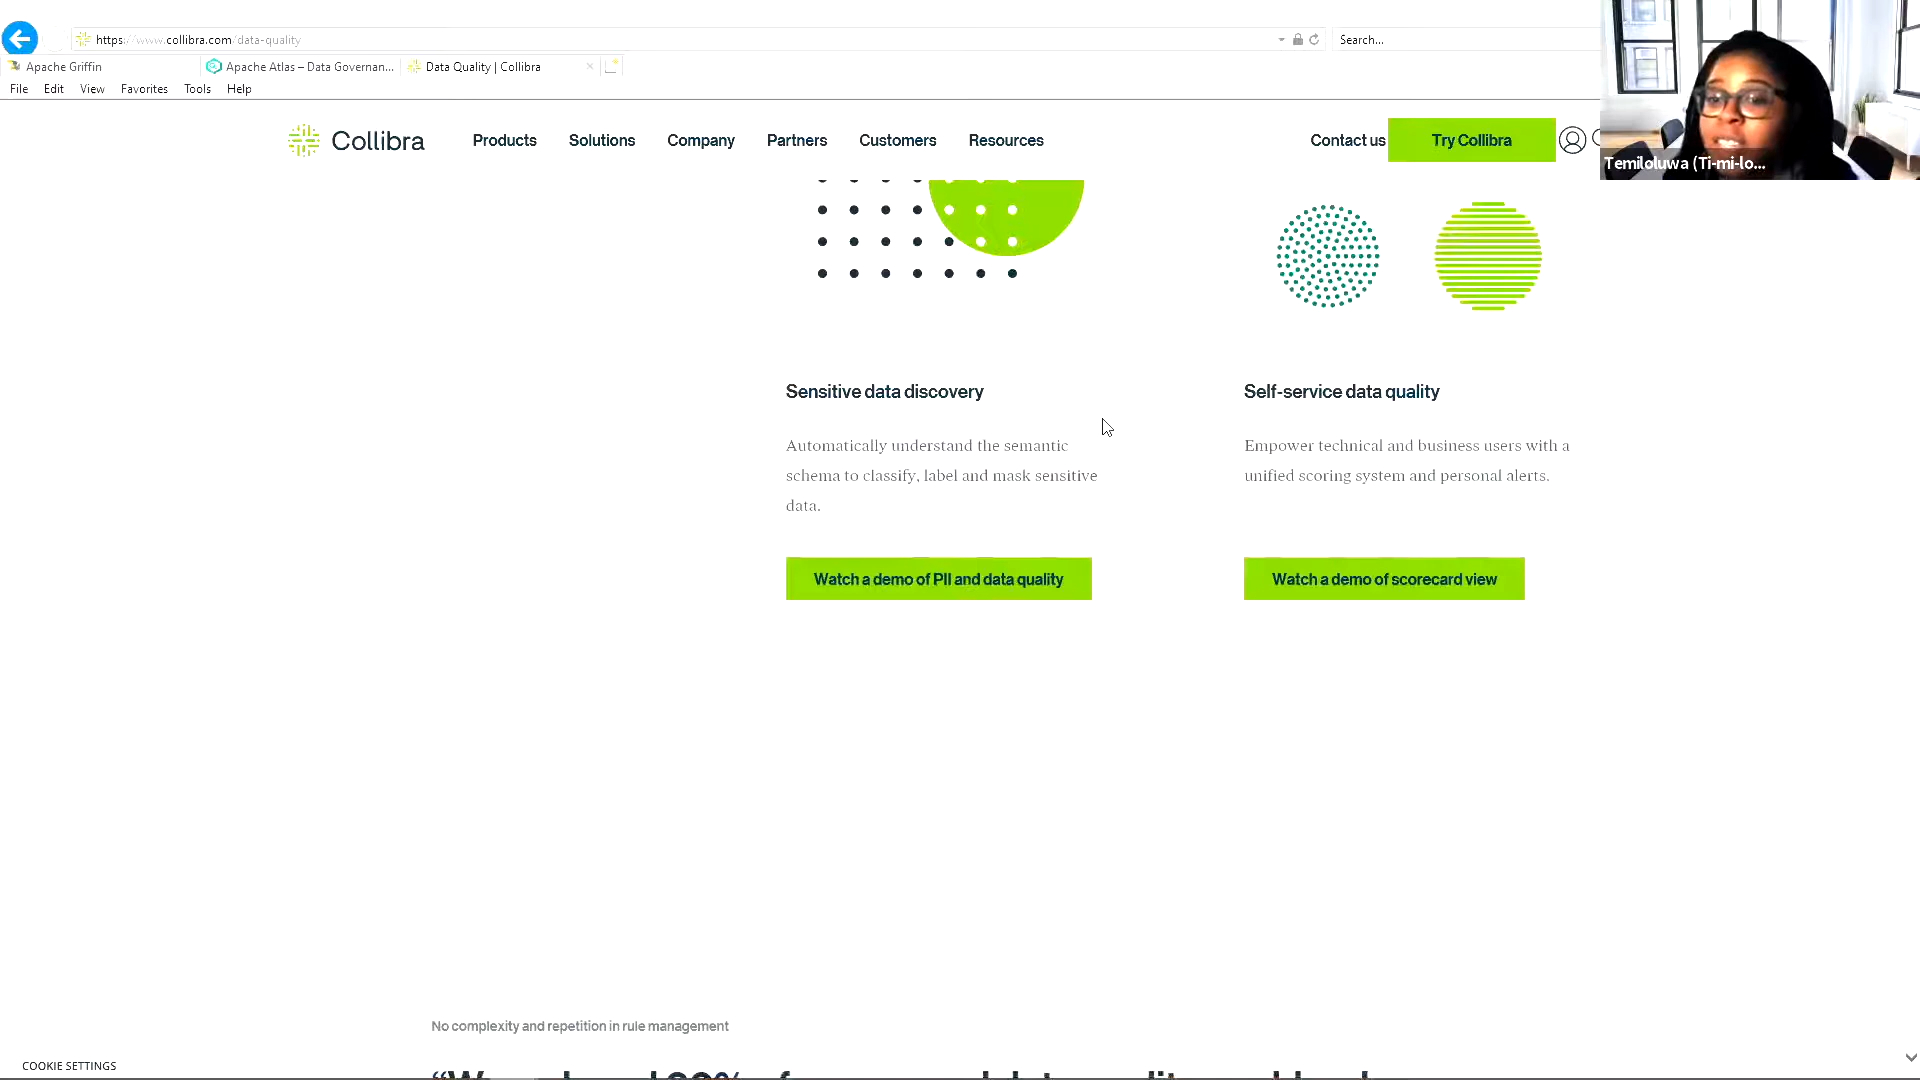 https://www.collibra.com/data-quality
Search...
Apache Griffin
Apache Atlas – Data Governan...
Data Quality | Collibra
File Edit View Favorites Tools Help
Collibra
Products Solutions Company Partners Customers Resources
Contact us
Try Collibra
Temiloluwa (Ti-mi-lo...
Sensitive data discovery
Automatically understand the semantic
schema to classify, label and mask sensitive
data.
Watch a demo of PII and data quality
Self-service data quality
Empower technical and business users with a
unified scoring system and personal alerts.
Watch a demo of scorecard view
No complexity and repetition in rule management
COOKIE SETTINGS